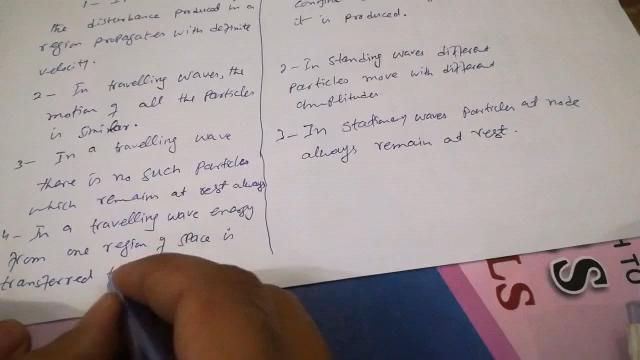 the disturbance produced in a
region propagates with definite
velocity.
2 - In travelling waves, the
motion of all the particles
is similar.
3- In a travelling wave
there is no such particles
which remain at rest always
4- In a travelling wave energy
from one region of space is
transferred
it is produced.
2 - In standing waves different
particles move with different
amplitudes
3- In stationary waves particles at node
always remain at rest.
H TO
LS
S